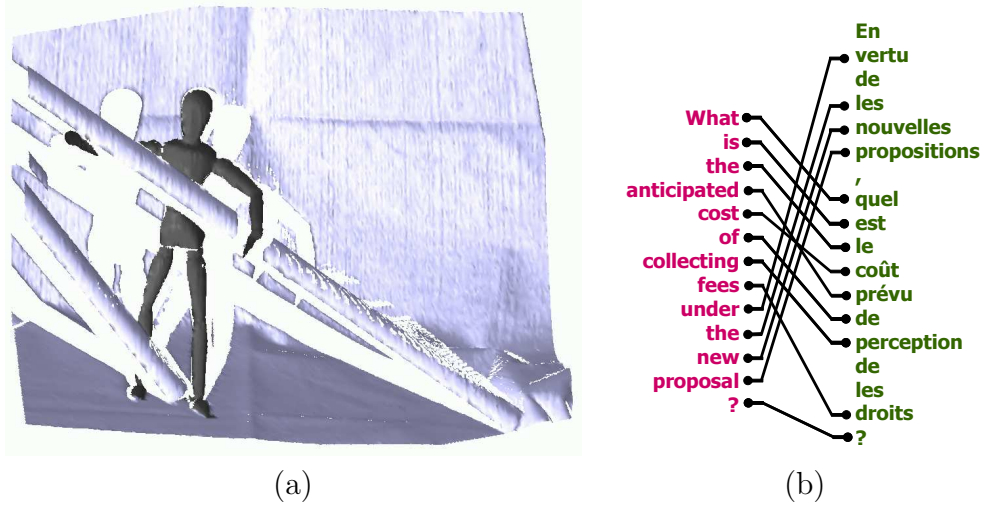 What
is
the
anticipated
cost
of
collecting
fees
under
the
new
proposal
?
En
vertu
de
les
nouvelles
propositions
,
quel
est
le
coût
prévu
de
perception
de
les
droits
?
(a)
(b)